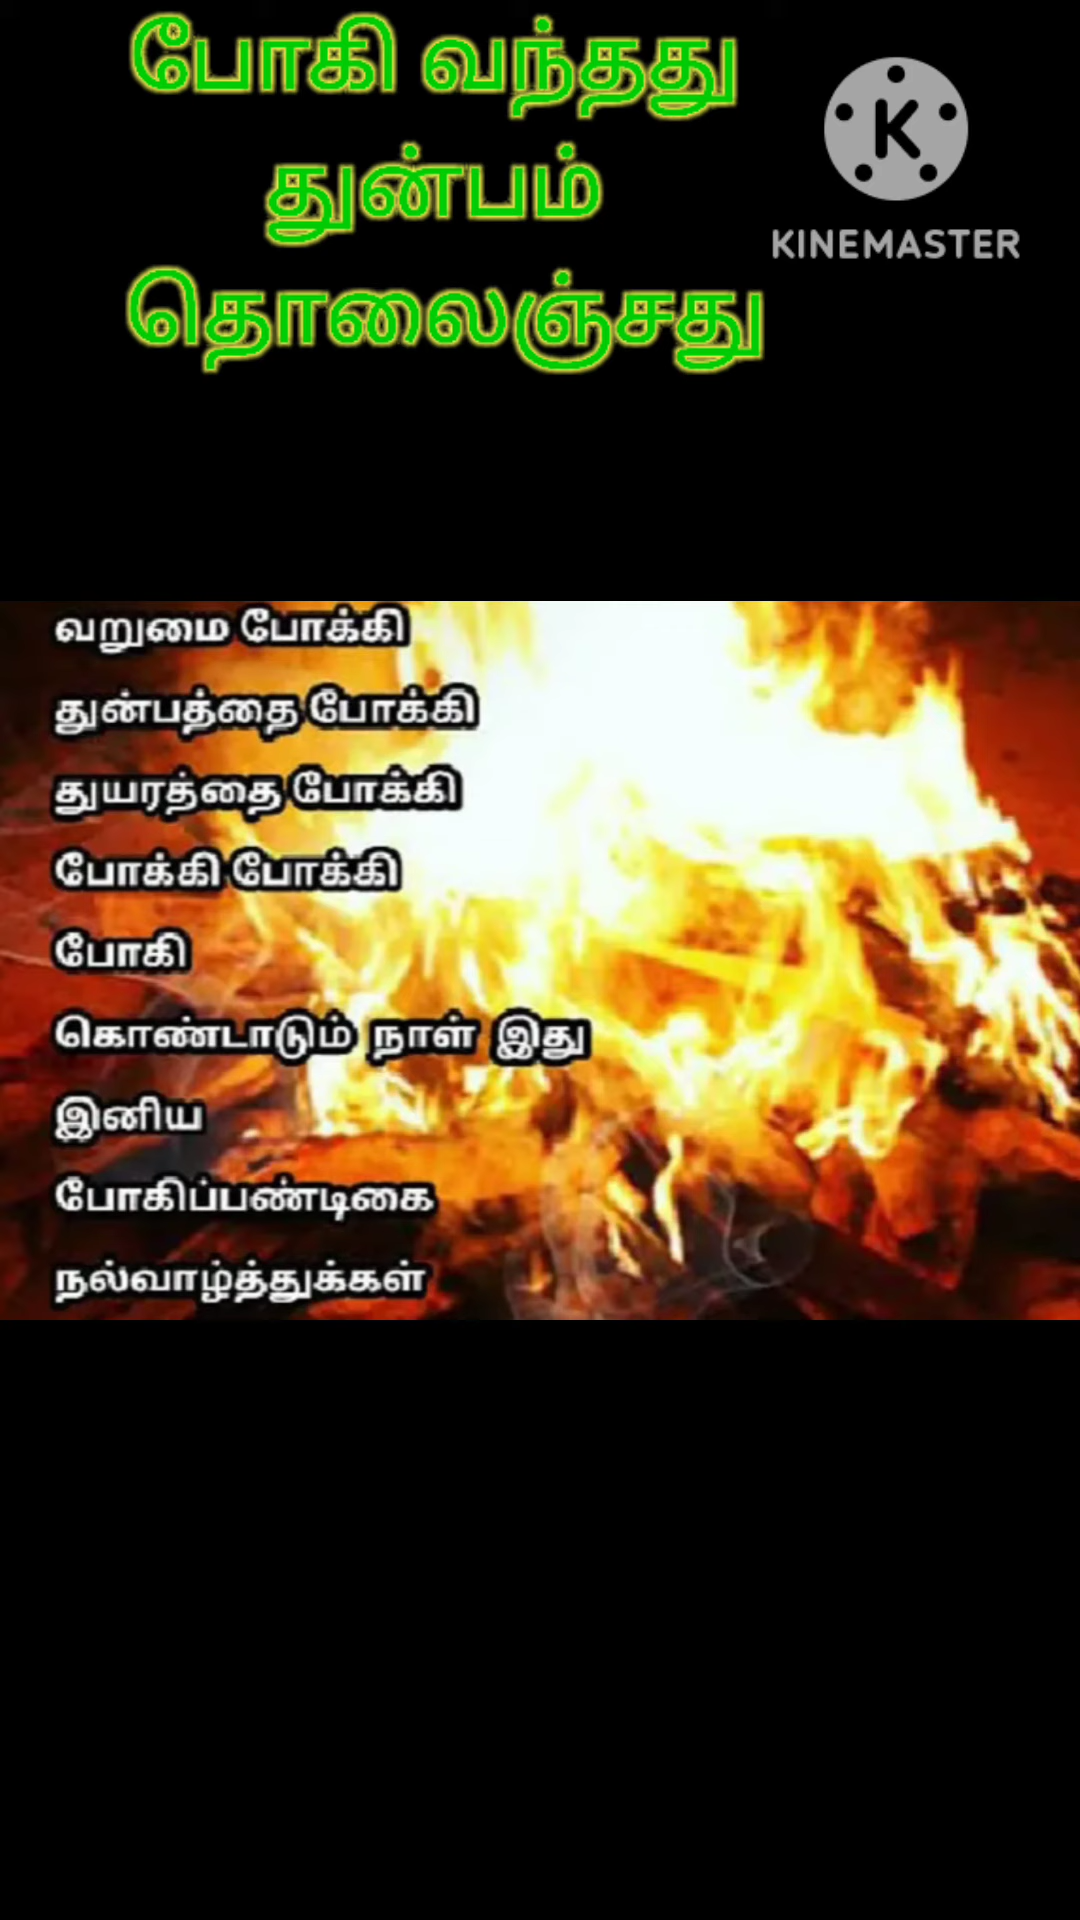 போகி வந்தது
துன்பம்
தொலைஞ்சது
KINEMASTER
வறுமை போக்கி
துன்பத்தை போக்கி
துயரத்தை போக்கி
போக்கி போக்கி
போகி
கொண்டாடும் நாள் இது
இனிய
போகிப்பண்டிகை
நல்வாழ்த்துக்கள்